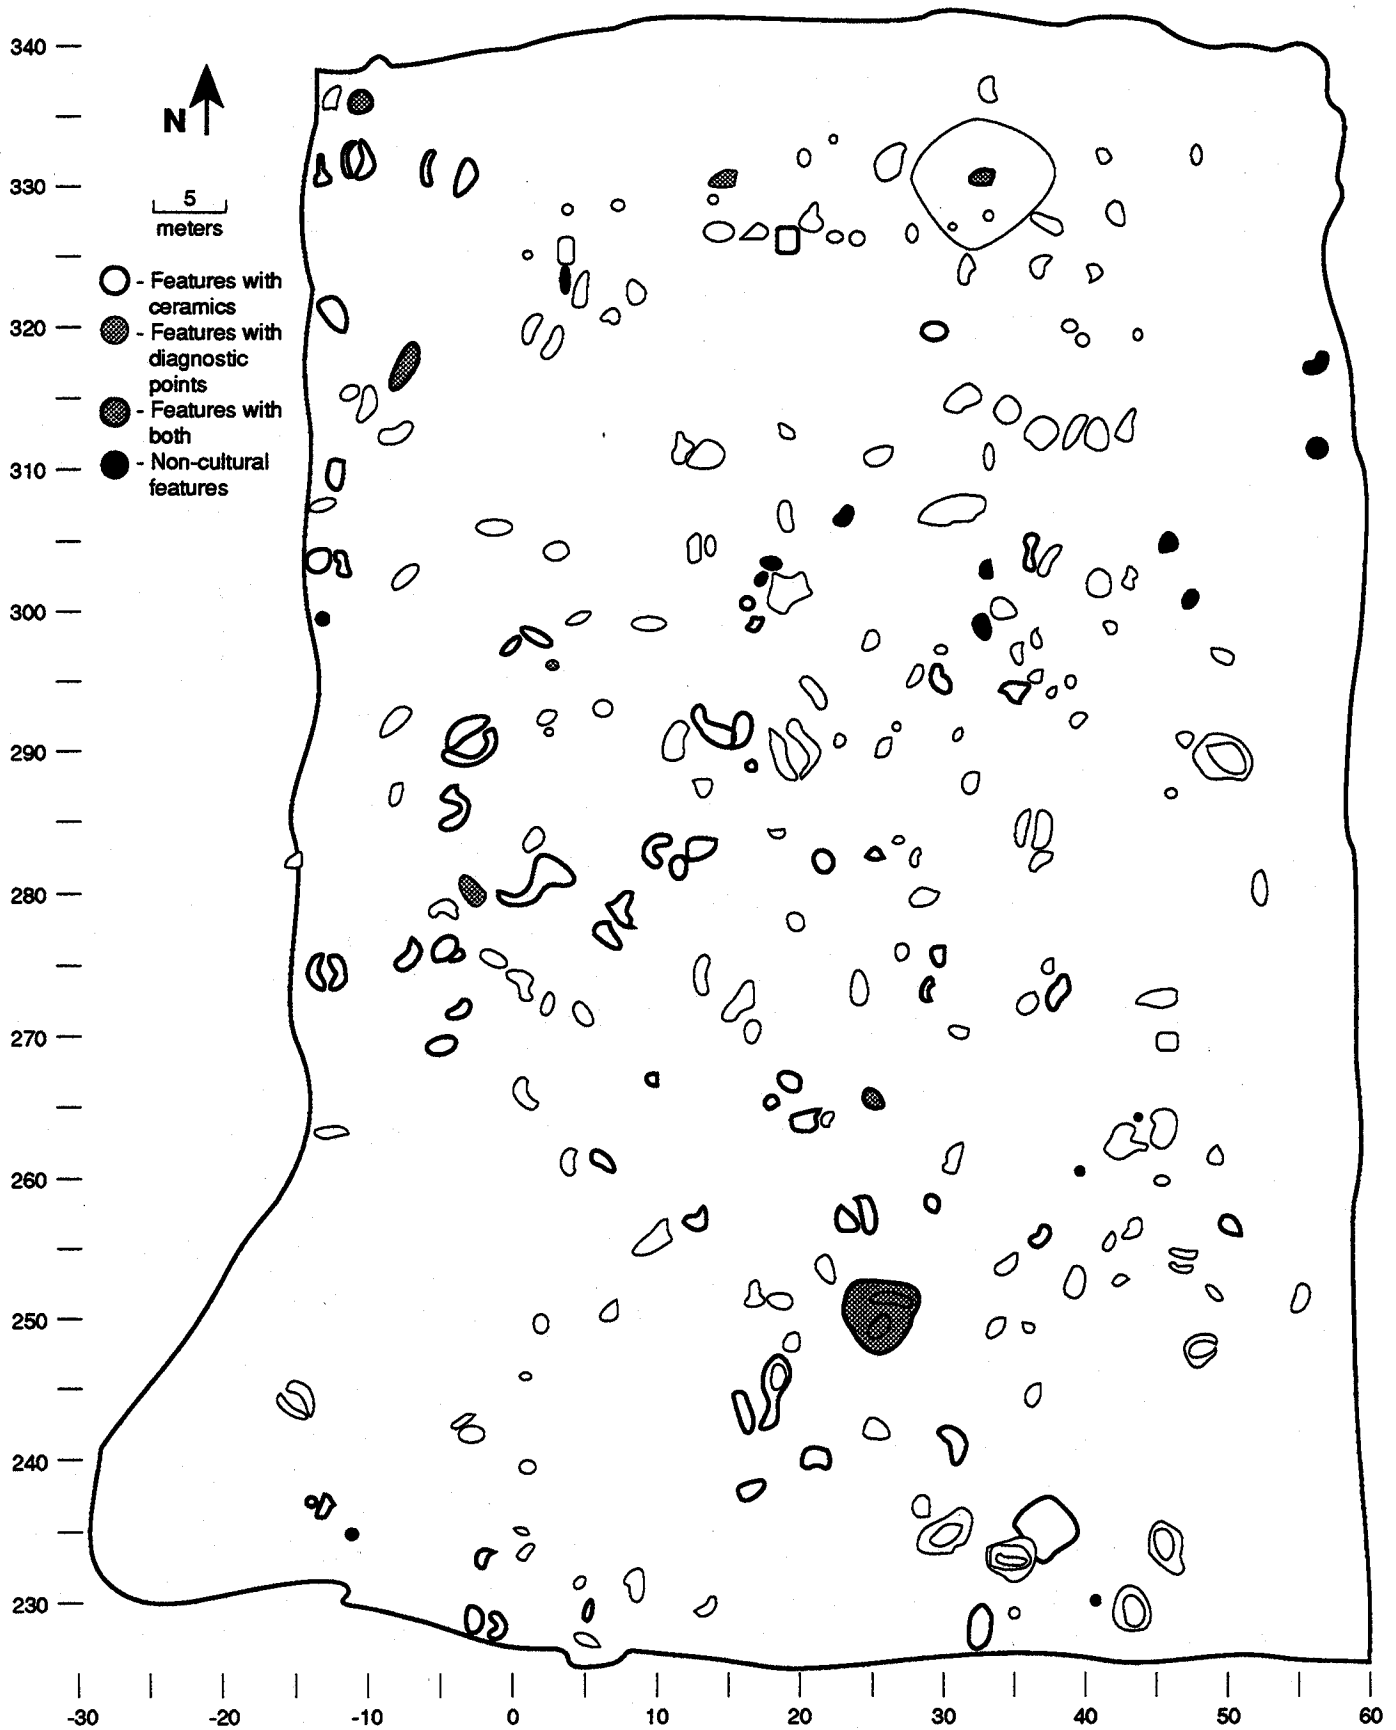 340
N
330
5
meters
- Features with
ceramics
320
- Features with
diagnostic
points
- Features with
both
310
- Non-cultural
features
300
290
280
270
260
250
240
230
-30 -20 -10 0 10 20 30 40 50 60